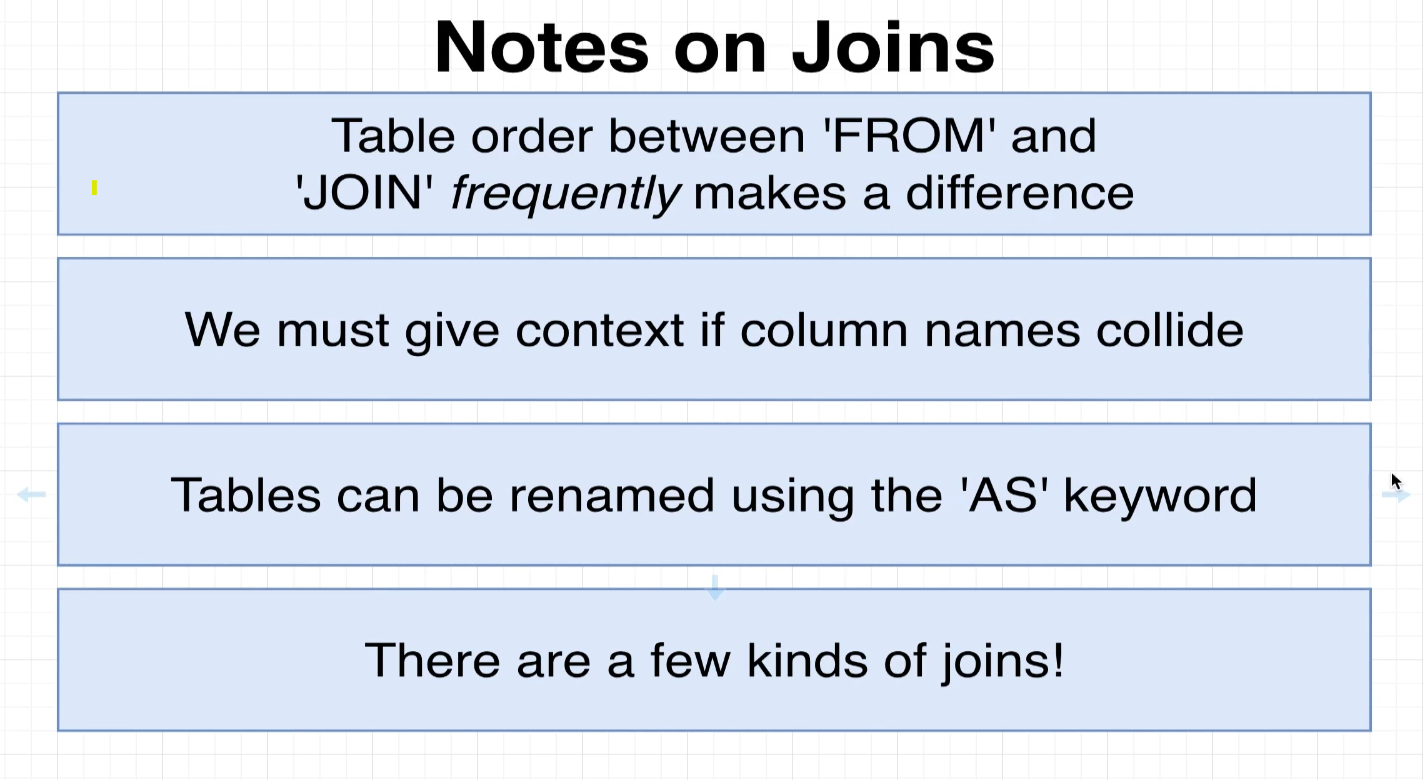 Notes on Joins
Table order between 'FROM' and
'JOIN' frequently makes a difference
We must give context if column names collide
Tables can be renamed using the 'AS' keyword
There are a few kinds of joins!